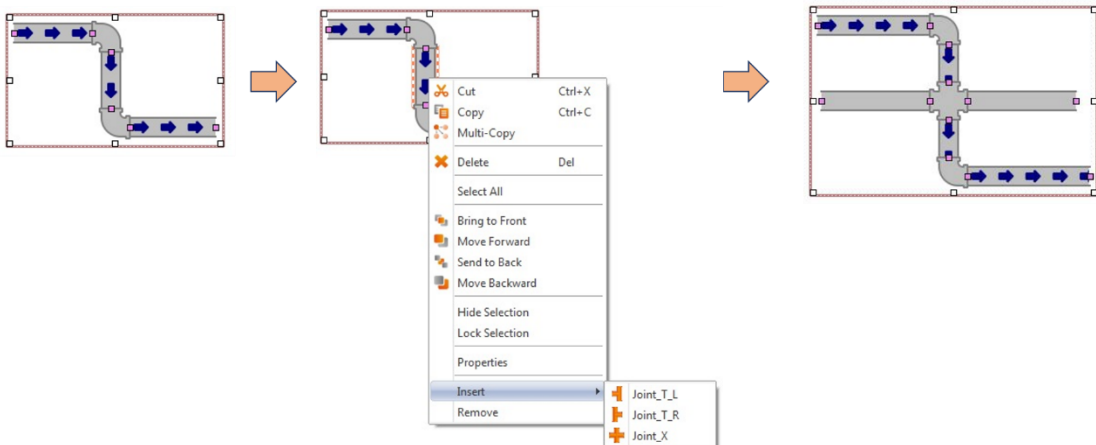 Cut Ctrl+X
Copy Ctrl+C
Multi-Copy
Delete Del
Select All
Bring to Front
Move Forward
Send to Back
Move Backward
Hide Selection
Lock Selection
Properties
Insert
Joint_T_L
Remove
Joint_T_R
Joint_X